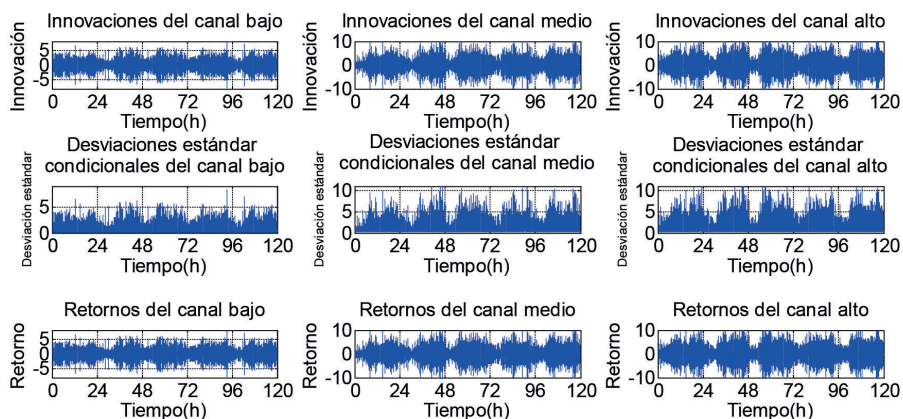 Innovaciones del canal bajo
Innovación
5
0
-5
0 24 48 72 96 120
Tiempo(h)
Innovaciones del canal medio
Innovación
10
0
-10
0 24 48 72 96 120
Tiempo(h)
Innovaciones del canal alto
Innovación
10
0
-10
0 24 48 72 96 120
Tiempo(h)
Desviaciones estándar
condicionales del canal bajo
Desviación estándar
5
0
0 24 48 72 96 120
Tiempo(h)
Desviaciones estándar
condicionales del canal medio
Desviación estándar
10
5
0
0 24 48 72 96 120
Tiempo(h)
Desviaciones estándar
condicionales del canal alto
Desviación estándar
10
5
0
0 24 48 72 96 120
Tiempo(h)
Retornos del canal bajo
Retorno
5
0
-5
0 24 48 72 96 120
Tiempo(h)
Retornos del canal medio
Retorno
10
0
-10
0 24 48 72 96 120
Tiempo(h)
Retornos del canal alto
Retorno
10
0
-10
0 24 48 72 96 120
Tiempo(h)